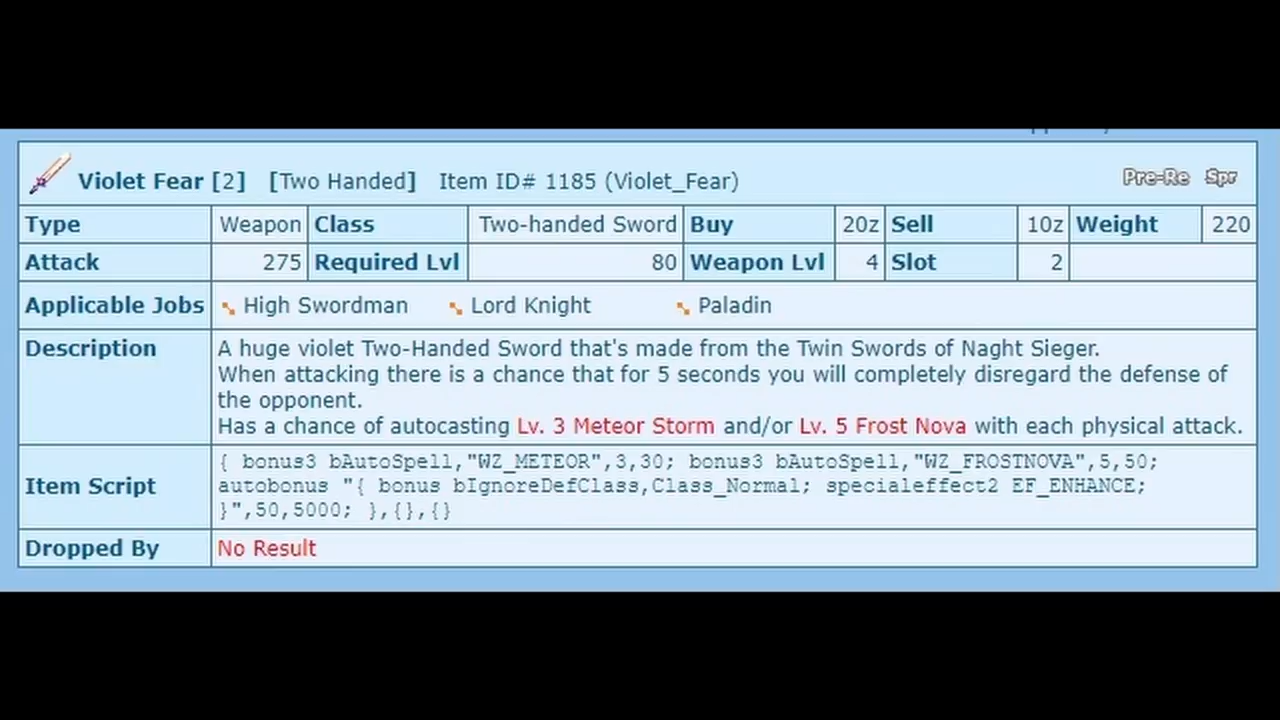 Violet Fear [2] [Two Handed] Item ID# 1185 (Violet_Fear) Pre-Re Spr
Type Weapon Class Two-handed Sword Buy 20z Sell 10z Weight 220
Attack 275 Required Lvl 80 Weapon Lvl 4 Slot 2
Applicable Jobs High Swordman Lord Knight Paladin
Description
A huge violet Two-Handed Sword that's made from the Twin Swords of Naght Sieger.
When attacking there is a chance that for 5 seconds you will completely disregard the defense of
the opponent.
Has a chance of autocasting Lv. 3 Meteor Storm and/or Lv. 5 Frost Nova with each physical attack.
Item Script
{ bonus3 bAutoSpell,"WZ_METEOR",3,30; bonus3 bAutoSpell,"WZ_FROSTNOVA",5,50;
autobonus "{ bonus bIgnoreDefClass,Class_Normal; specialeffect2 EF_ENHANCE;
}",50,5000; },{},{}
Dropped By No Result